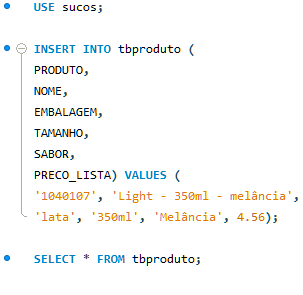 USE sucos;
INSERT INTO tbproduto (
PRODUTO,
NOME,
EMBALAGEM,
TAMANHO,
SABOR,
PRECO_LISTA) VALUES (
'1040107', 'Light - 350ml - melância',
'lata', '350ml', 'Melância', 4.56);
SELECT * FROM tbproduto;